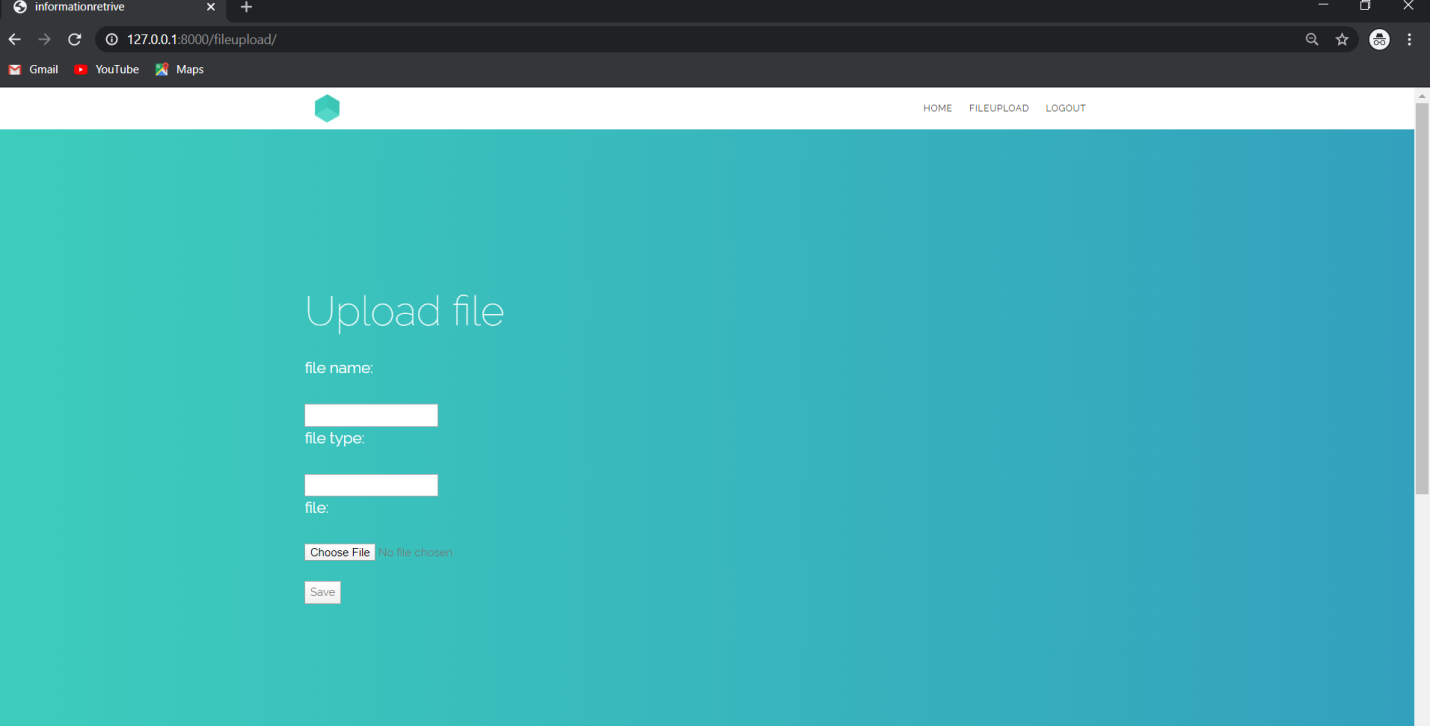 informationretrive
127.0.0.1:8000/fileupload/
Gmail YouTube Maps
HOME FILEUPLOAD LOGOUT
Upload file
file name:
file type:
file:
Choose File No file chosen
Save